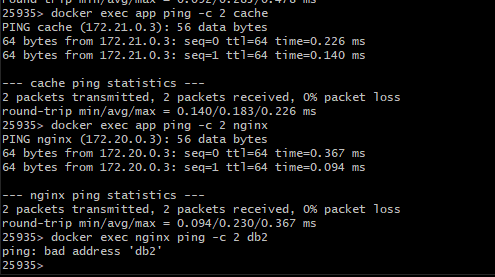 round-trip min/avg/max = 0.092/0.285/0.478 ms
25935> docker exec app ping -c 2 cache
PING cache (172.21.0.3): 56 data bytes
64 bytes from 172.21.0.3: seq=0 ttl=64 time=0.226 ms
64 bytes from 172.21.0.3: seq=1 ttl=64 time=0.140 ms

--- cache ping statistics ---
2 packets transmitted, 2 packets received, 0% packet loss
round-trip min/avg/max = 0.140/0.183/0.226 ms
25935> docker exec app ping -c 2 nginx
PING nginx (172.20.0.3): 56 data bytes
64 bytes from 172.20.0.3: seq=0 ttl=64 time=0.367 ms
64 bytes from 172.20.0.3: seq=1 ttl=64 time=0.094 ms

--- nginx ping statistics ---
2 packets transmitted, 2 packets received, 0% packet loss
round-trip min/avg/max = 0.094/0.230/0.367 ms
25935> docker exec nginx ping -c 2 db2
ping: bad address 'db2'
25935>